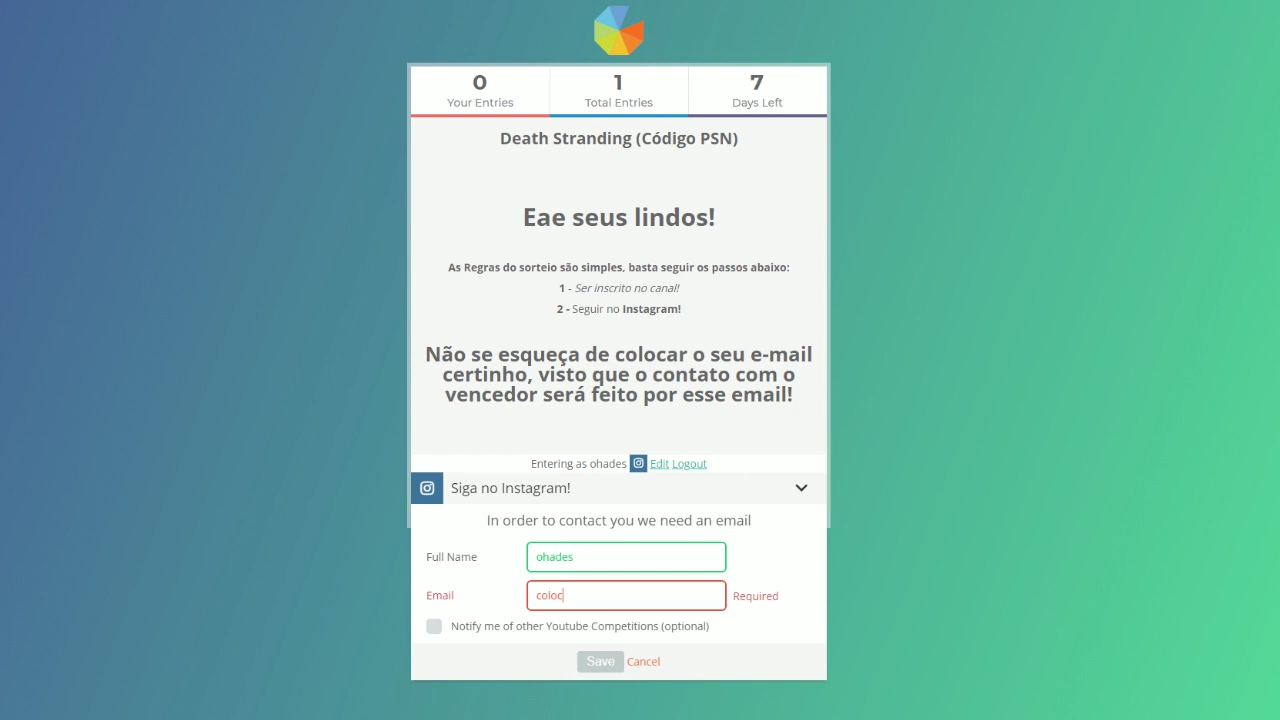 0
Your Entries
1
Total Entries
7
Days Left
Death Stranding (Código PSN)
Eae seus lindos!
As Regras do sorteio são simples, basta seguir os passos abaixo:
1 - Ser inscrito no canal!
2 - Seguir no Instagram!
Não se esqueça de colocar o seu e-mail
certinho, visto que o contato com o
vencedor será feito por esse email!
Entering as ohades Edit Logout
Siga no Instagram!
In order to contact you we need an email
Full Name ohades
Email coloc Required
Notify me of other Youtube Competitions (optional)
Save Cancel